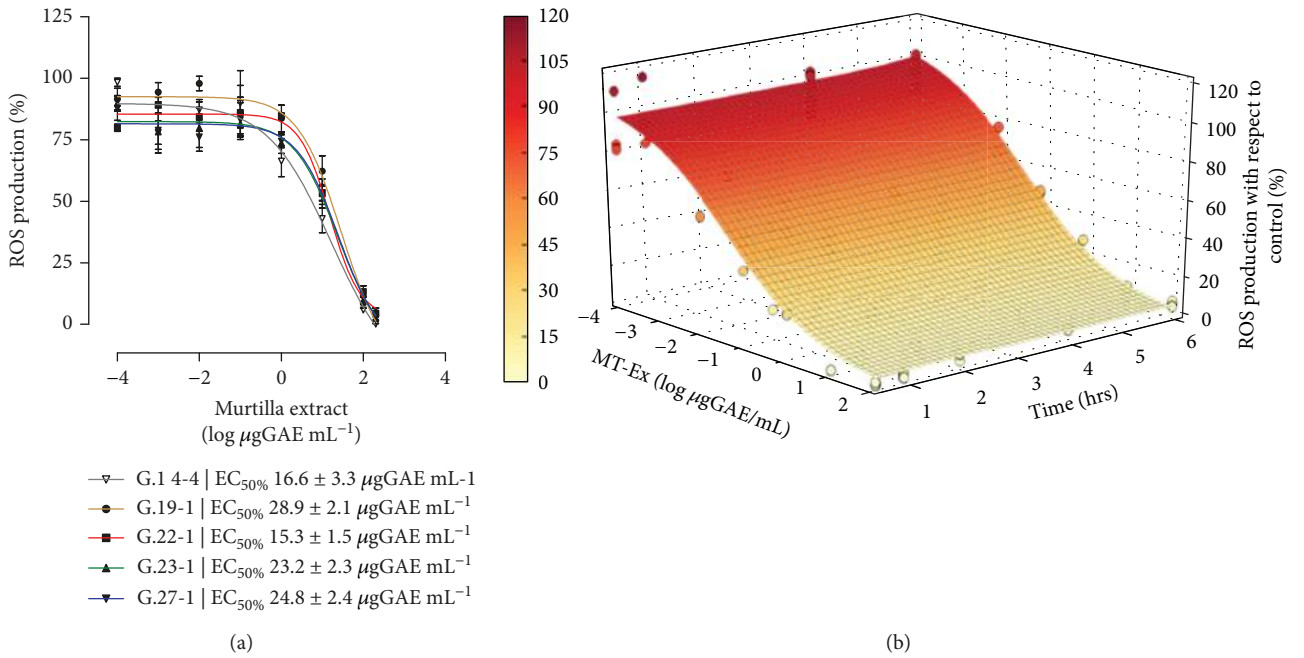 125
100
75
50
25
0
ROS production (%)
−4
−2
0
2
4
Murtilla extract
(log μgGAE mL−1)
G.1 4-4 | EC50% 16.6 ± 3.3 μgGAE mL-1
G.19-1 | EC50% 28.9 ± 2.1 μgGAE mL−1
G.22-1 | EC50% 15.3 ± 1.5 μgGAE mL−1
G.23-1 | EC50% 23.2 ± 2.3 μgGAE mL−1
G.27-1 | EC50% 24.8 ± 2.4 μgGAE mL−1
(a)
120
105
90
75
60
45
30
15
0
−4
−3
−2
−1
0
1
2
MT-Ex (log μgGAE/mL)
1
2
3
4
5
6
Time (hrs)
120
100
80
60
40
20
0
ROS production with respect to
control (%)
(b)